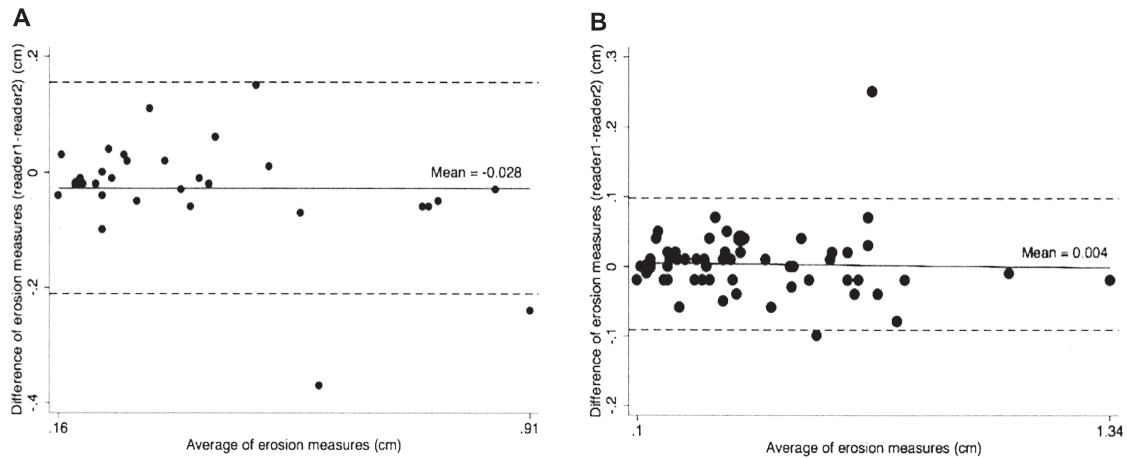 A
Difference of erosion measures (reader1-reader2) (cm)
.2
0
-.2
-.4
Mean = -0.028
.16
.91
Average of erosion measures (cm)
B
Difference of erosion measures (reader1-reader2) (cm)
.3
.2
.1
0
-.1
-.2
Mean = 0.004
.1
1.34
Average of erosion measures (cm)